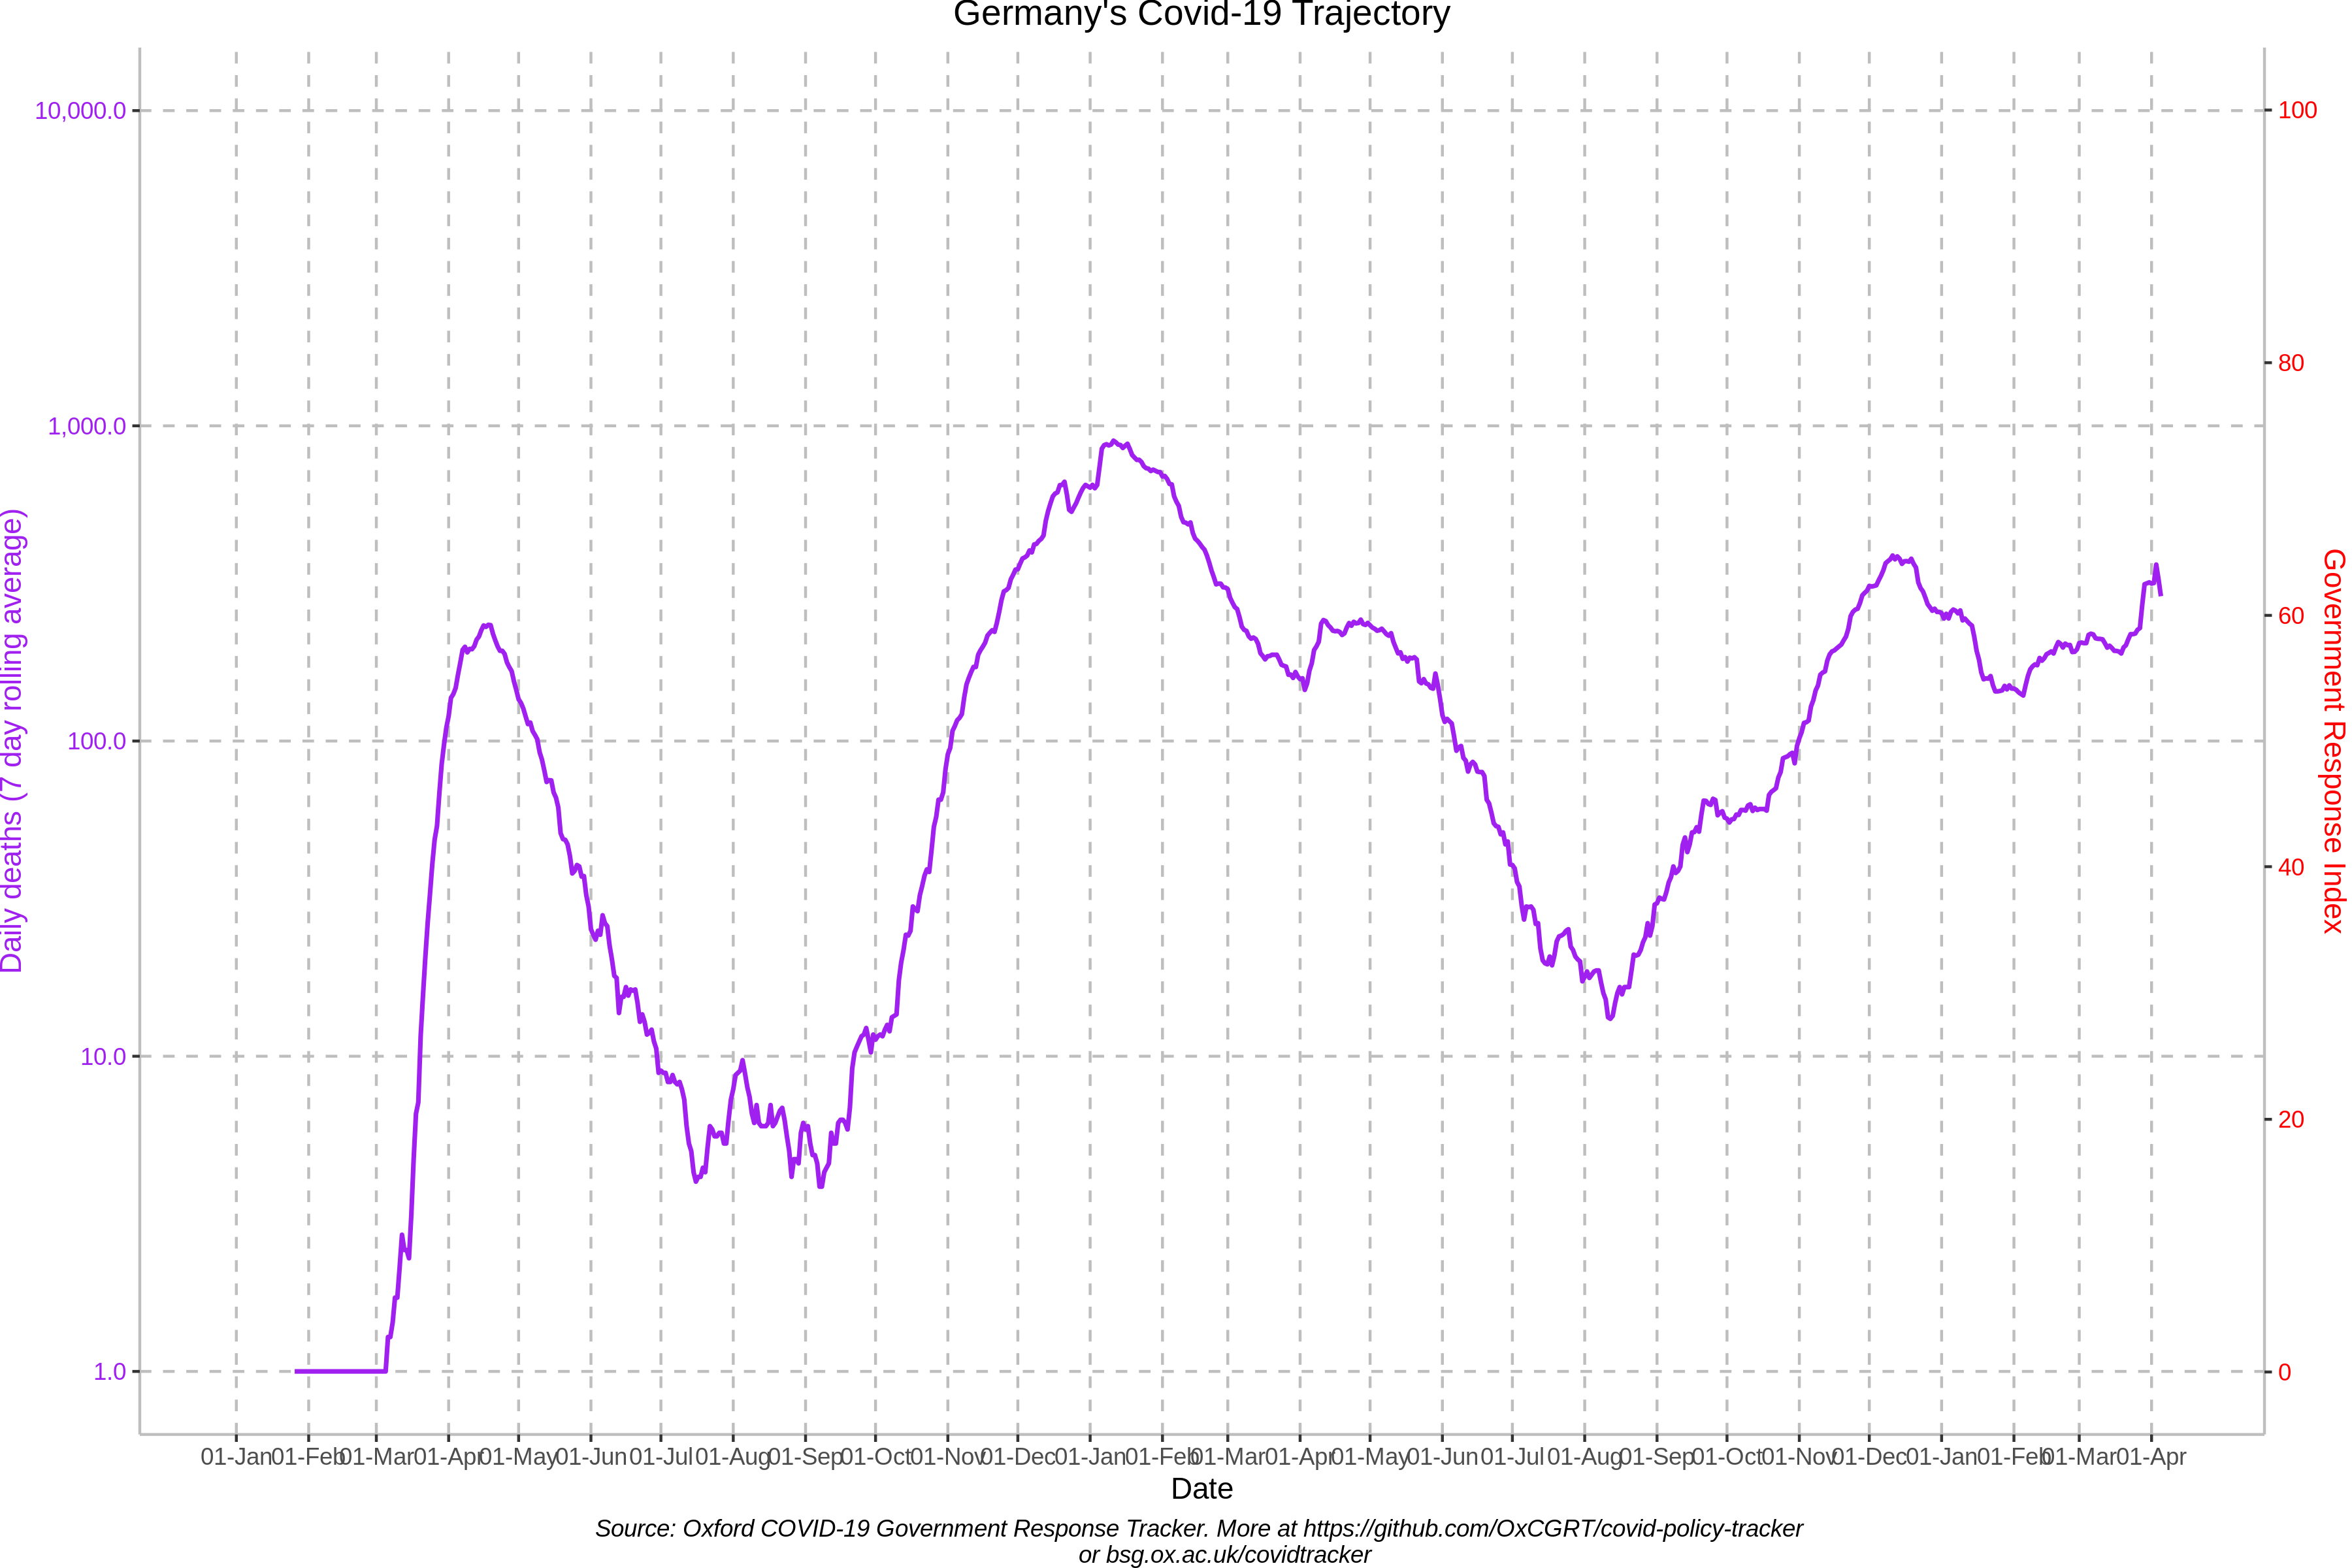 Germany's Covid-19 Trajectory
10,000.0
1,000.0
100.0
10.0
1.0
Daily deaths (7 day rolling average)
100
80
60
40
20
0
Government Response Index
01-Jan 01-Feb 01-Mar 01-Apr 01-May 01-Jun 01-Jul 01-Aug 01-Sep 01-Oct 01-Nov 01-Dec 01-Jan 01-Feb 01-Mar 01-Apr 01-May 01-Jun 01-Jul 01-Aug 01-Sep 01-Oct 01-Nov 01-Dec 01-Jan 01-Feb 01-Mar 01-Apr
Date
Source: Oxford COVID-19 Government Response Tracker. More at https://github.com/OxCGRT/covid-policy-tracker
or bsg.ox.ac.uk/covidtracker